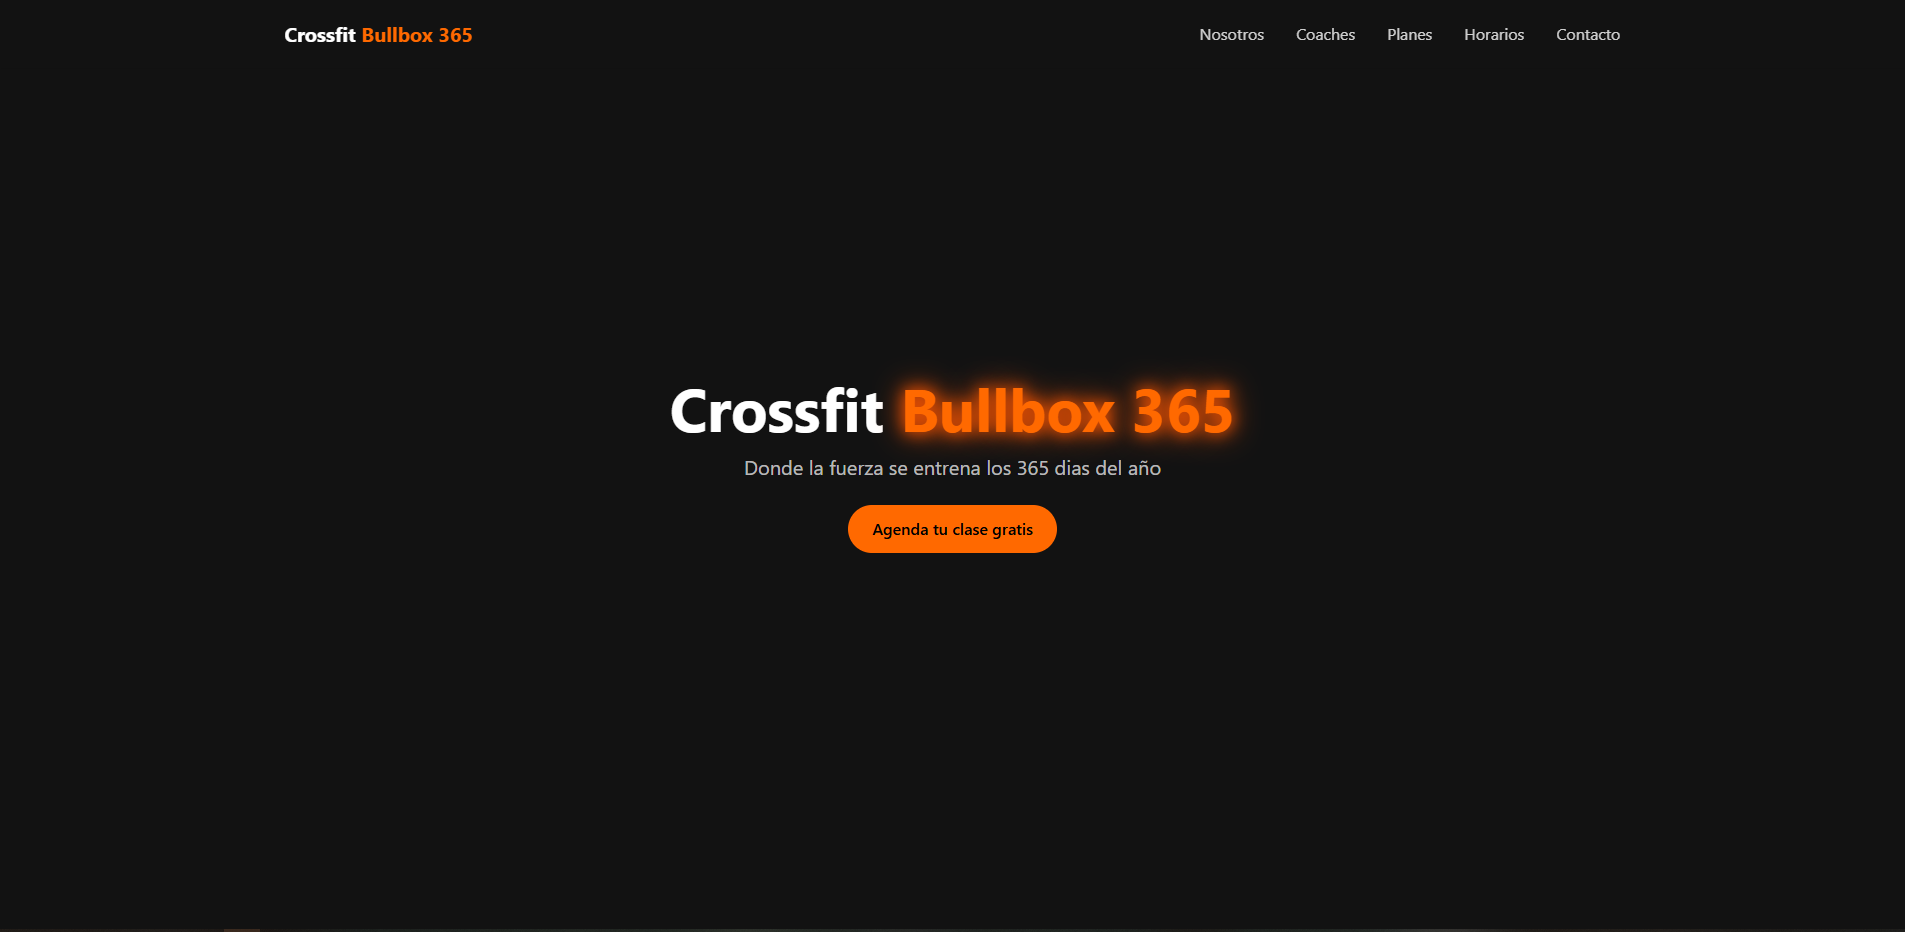 Crossfit Bullbox 365
Nosotros Coaches Planes Horarios Contacto
Crossfit Bullbox 365
Donde la fuerza se entrena los 365 dias del año
Agenda tu clase gratis